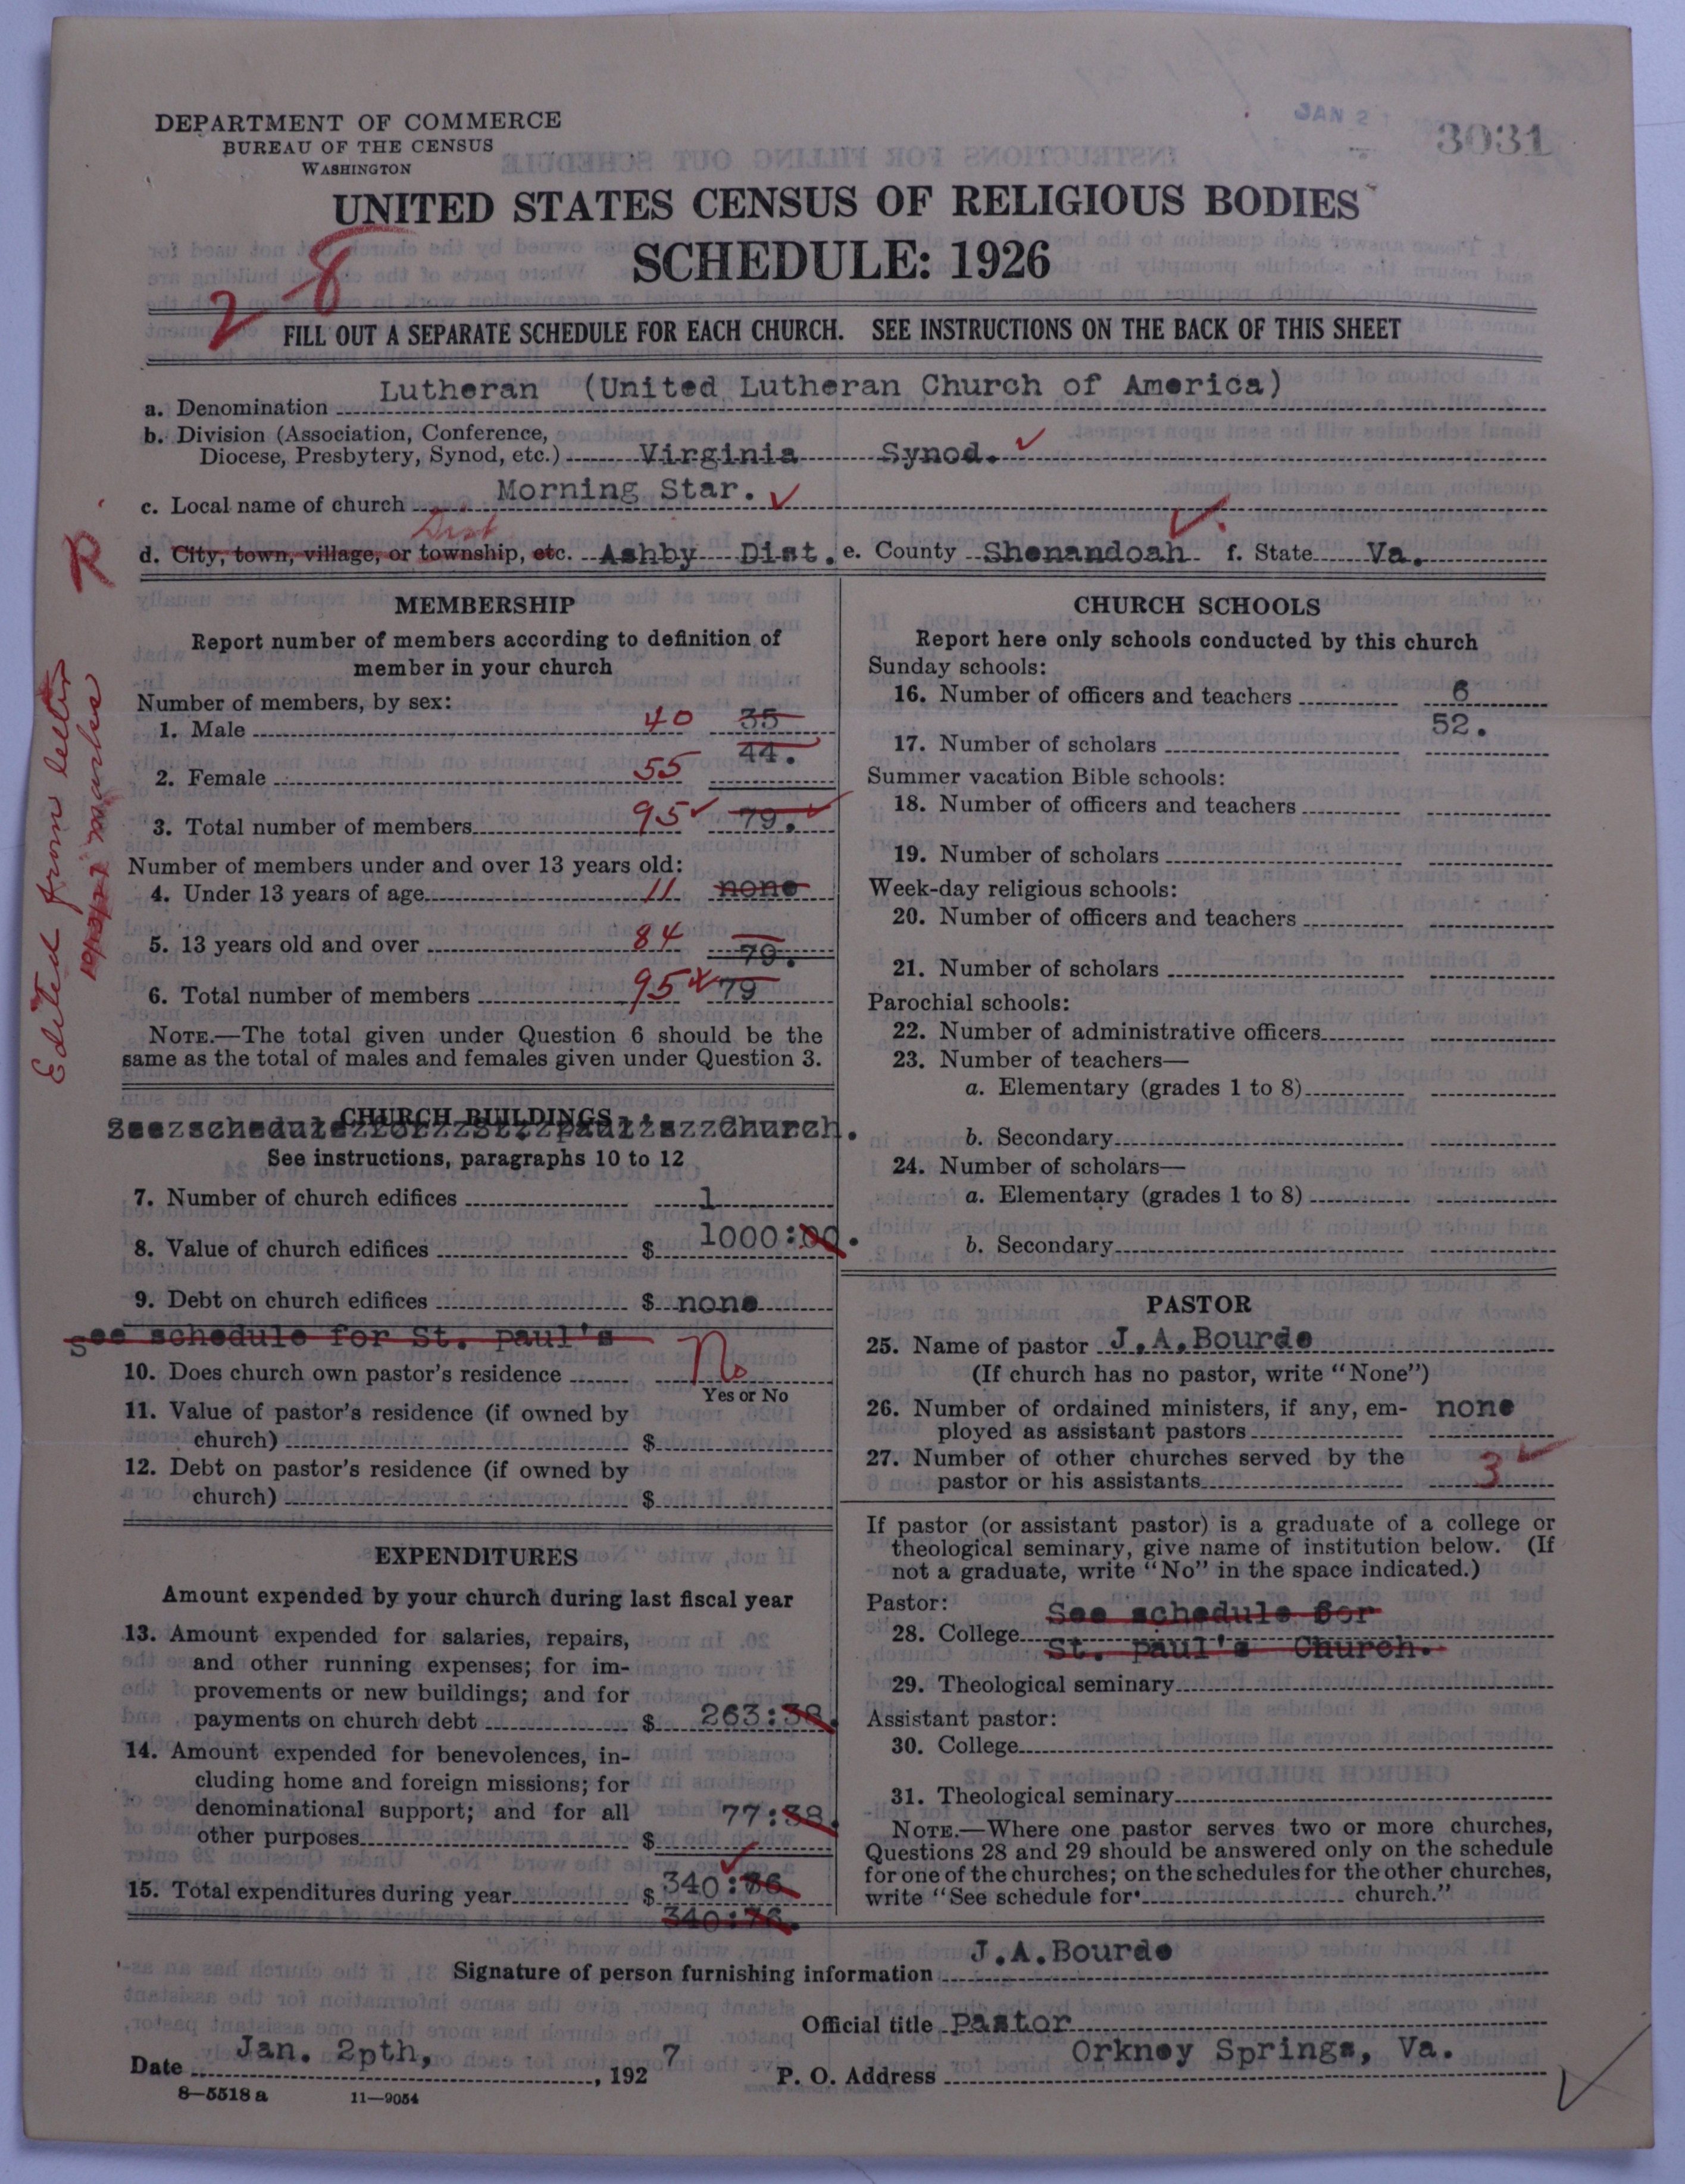 DEPARTMENT OF COMMERCE
BUREAU OF THE CENSUS
WASHINGTON
JAN 2
3031
UNITED STATES CENSUS OF RELIGIOUS BODIES
SCHEDULE: 1926
2-8
FILL OUT A SEPARATE SCHEDULE FOR EACH CHURCH. SEE INSTRUCTIONS ON THE BACK OF THIS SHEET
a. Denomination Lutheran (United Lutheran Church of America)
b. Division (Association, Conference,
Diocese, Presbytery, Synod, etc.) Virginia Synod. ✓
c. Local name of church Morning Star. ✓
Dist
d. City, town, village, or township, etc. Ashby Dist. e. County Shenandoah ✓ f. State Va.
R
Edited from letter
MEMBERSHIP
Report number of members according to definition of
member in your church
Number of members, by sex:
1. Male 40 35
2. Female 55 44.
3. Total number of members 95 ✓ 79. ✓
Number of members under and over 13 years old:
4. Under 13 years of age 11 none
5. 13 years old and over 84 79.
6. Total number of members 95 79
NOTE.—The total given under Question 6 should be the
same as the total of males and females given under Question 3.
CHURCH BUILDINGS
Seezschedulezzforzzstzzpaul'szzChurch.
See instructions, paragraphs 10 to 12
7. Number of church edifices 1
8. Value of church edifices $ 1000:00.
9. Debt on church edifices $ none
see schedule for St. paul's
10. Does church own pastor's residence No
Yes or No
11. Value of pastor's residence (if owned by
church) $
12. Debt on pastor's residence (if owned by
church) $
EXPENDITURES
Amount expended by your church during last fiscal year
13. Amount expended for salaries, repairs,
and other running expenses; for im-
provements or new buildings; and for
payments on church debt $ 263:38.
14. Amount expended for benevolences, in-
cluding home and foreign missions; for
denominational support; and for all
other purposes $ 77:38.
15. Total expenditures during year $ 340:76
340:76.
CHURCH SCHOOLS
Report here only schools conducted by this church
Sunday schools:
16. Number of officers and teachers 6
17. Number of scholars 52.
Summer vacation Bible schools:
18. Number of officers and teachers
19. Number of scholars
Week-day religious schools:
20. Number of officers and teachers
21. Number of scholars
Parochial schools:
22. Number of administrative officers
23. Number of teachers—
a. Elementary (grades 1 to 8)
b. Secondary
24. Number of scholars—
a. Elementary (grades 1 to 8)
b. Secondary
PASTOR
25. Name of pastor J.A.Bourde
(If church has no pastor, write "None")
26. Number of ordained ministers, if any, em-
ployed as assistant pastors none
27. Number of other churches served by the
pastor or his assistants 3 ✓
If pastor (or assistant pastor) is a graduate of a college or
theological seminary, give name of institution below. (If
not a graduate, write "No" in the space indicated.)
Pastor: See schedule for
28. College St. paul's Church.
29. Theological seminary
Assistant pastor:
30. College
31. Theological seminary
NOTE.—Where one pastor serves two or more churches,
Questions 28 and 29 should be answered only on the schedule
for one of the churches; on the schedules for the other churches,
write "See schedule for church."
Signature of person furnishing information J.A.Bourde
Official title Pastor
Date Jan. 2pth, , 1927
P. O. Address Orkney Springs, Va.
8—5518 a 11—9054